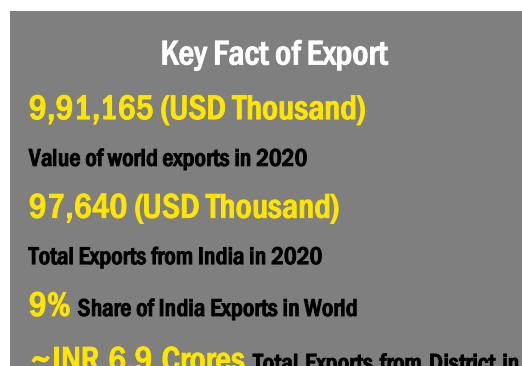 Key Fact of Export
9,91,165 (USD Thousand)
Value of world exports in 2020
97,640 (USD Thousand)
Total Exports from India in 2020
9% Share of India Exports in World
~INR 6.9 Crores Total Exports from District in